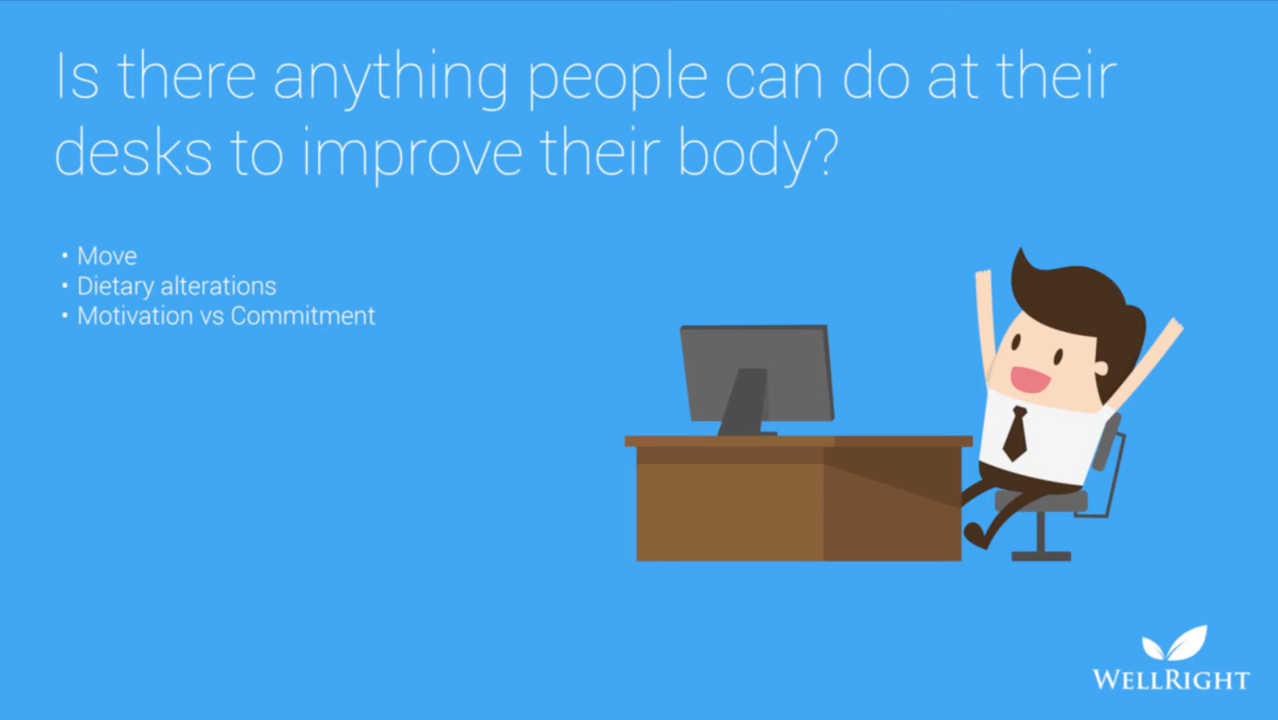 Is there anything people can do at their
desks to improve their body?
• Move
• Dietary alterations
• Motivation vs Commitment
WELLRIGHT